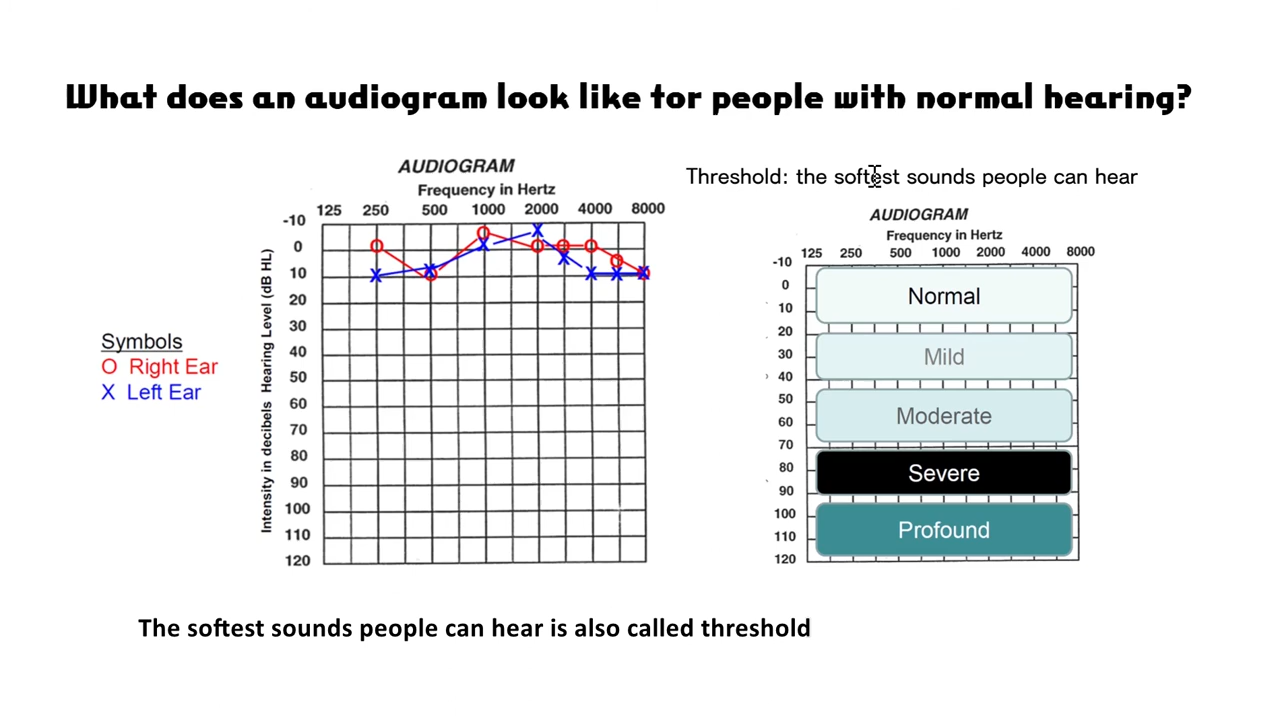 What does an audiogram look like for people with normal hearing?
AUDIOGRAM
Frequency in Hertz
125 250 500 1000 2000 4000 8000
-10
0
10
20
30
40
50
60
70
80
90
100
110
120
Intensity in decibels Hearing Level (dB HL)
Symbols
O Right Ear
X Left Ear
Threshold: the softest sounds people can hear
AUDIOGRAM
Frequency in Hertz
125 250 500 1000 2000 4000 8000
-10
0
10
20
30
40
50
60
70
80
90
100
110
120
Normal
Mild
Moderate
Severe
Profound
The softest sounds people can hear is also called threshold